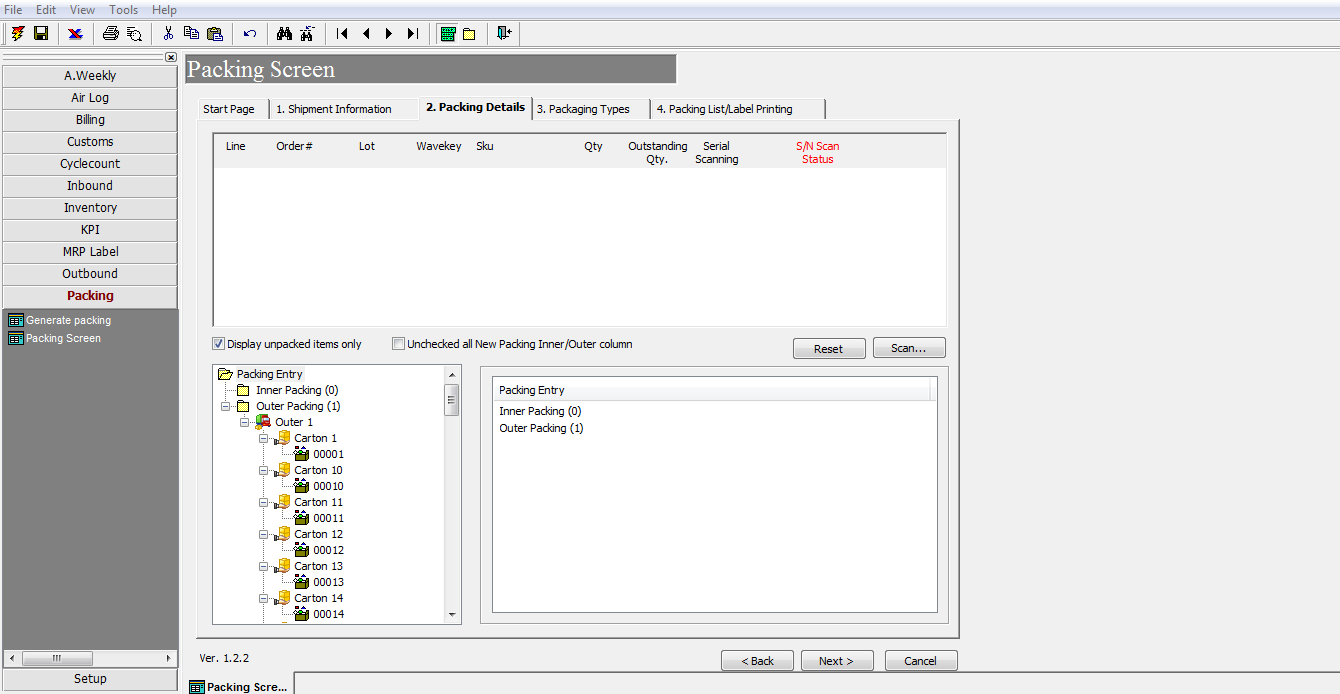 File Edit View Tools Help
A.Weekly
Air Log
Billing
Customs
Cyclecount
Inbound
Inventory
KPI
MRP Label
Outbound
Packing
Generate packing
Packing Screen
Setup
Packing Screen
Start Page 1. Shipment Information 2. Packing Details 3. Packaging Types 4. Packing List/Label Printing
Line Order# Lot Wavekey Sku Qty Outstanding Qty. Serial Scanning S/N Scan Status
Display unpacked items only Unchecked all New Packing Inner/Outer column Reset Scan...
Packing Entry
Inner Packing (0)
Outer Packing (1)
Outer 1
Carton 1
00001
Carton 10
00010
Carton 11
00011
Carton 12
00012
Carton 13
00013
Carton 14
00014
Packing Entry
Inner Packing (0)
Outer Packing (1)
Ver. 1.2.2
< Back Next > Cancel
Packing Scre...